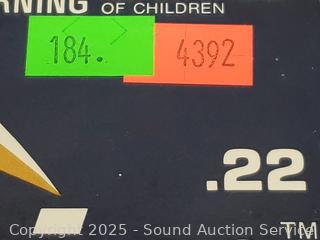 RNING OF CHILDREN
184.
4392
.22
TM
Copyright 2025 - Sound Auction Service